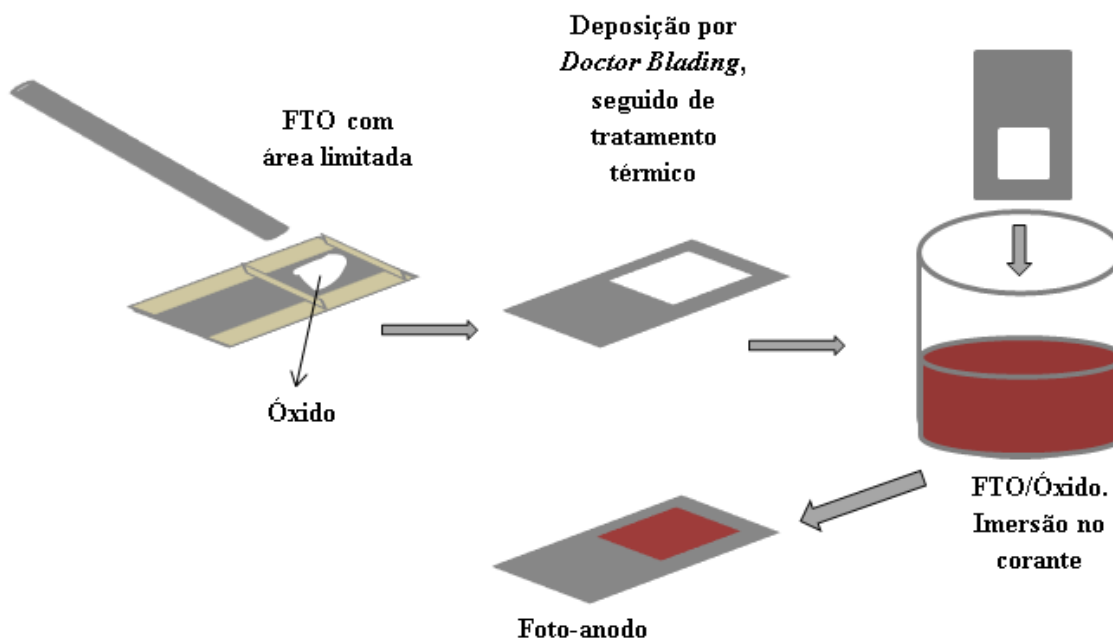 FTO com
área limitada
Óxido
Deposição por
Doctor Blading,
seguido de
tratamento
térmico
FTO/Óxido.
Imersão no
corante
Foto-anodo